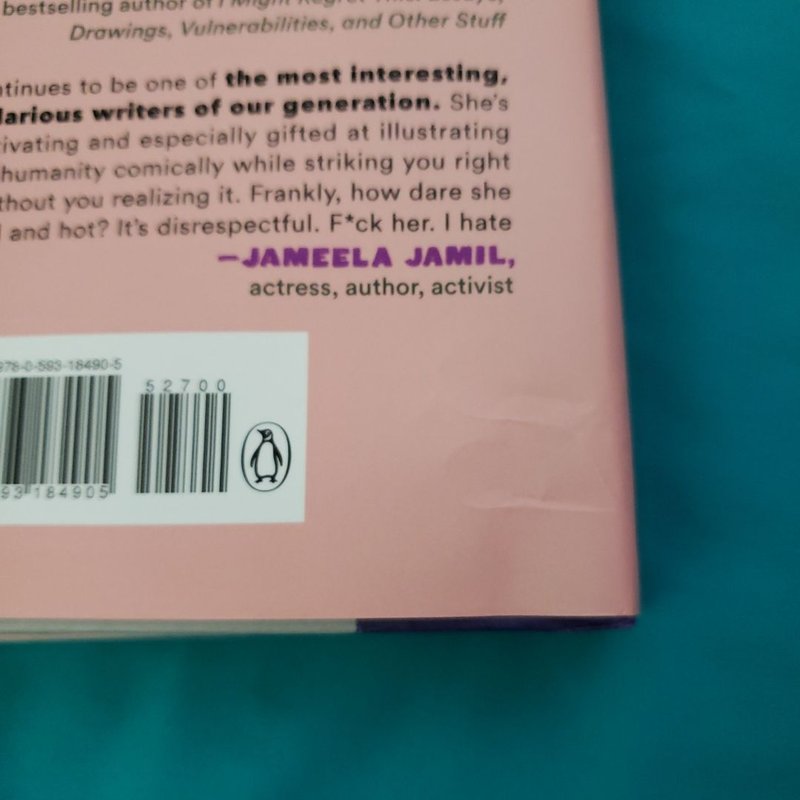 bestselling author of I Might Regret This: Essays,
Drawings, Vulnerabilities, and Other Stuff
tinues to be one of the most interesting,
larious writers of our generation. She's
ivating and especially gifted at illustrating
humanity comically while striking you right
thout you realizing it. Frankly, how dare she
l and hot? It's disrespectful. F*ck her. I hate
—JAMEELA JAMIL,
actress, author, activist
978-0-593-18490-5
52700
93 184905